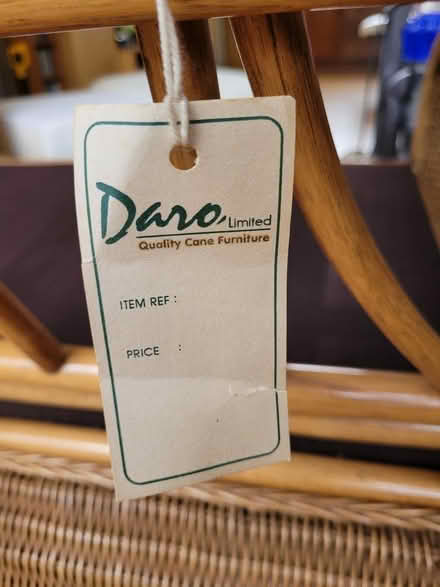 Daro, Limited
Quality Cane Furniture
ITEM REF :
PRICE :